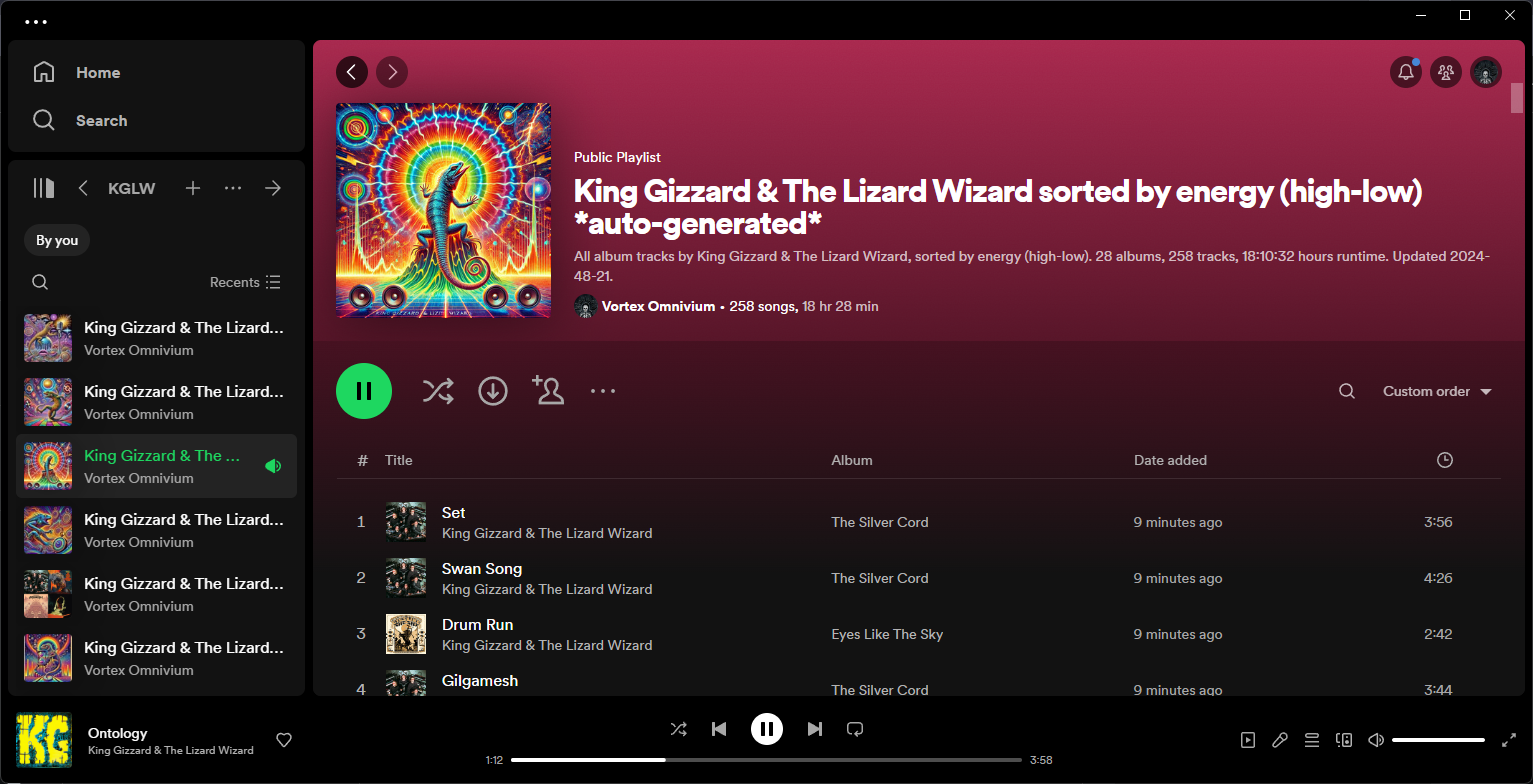 Home
Search
KGLW
By you
Recents
King Gizzard & The Lizard...
Vortex Omnivium
King Gizzard & The Lizard...
Vortex Omnivium
King Gizzard & The ...
Vortex Omnivium
King Gizzard & The Lizard...
Vortex Omnivium
King Gizzard & The Lizard...
Vortex Omnivium
King Gizzard & The Lizard...
Vortex Omnivium
Public Playlist
King Gizzard & The Lizard Wizard sorted by energy (high-low)
*auto-generated*
All album tracks by King Gizzard & The Lizard Wizard, sorted by energy (high-low). 28 albums, 258 tracks, 18:10:32 hours runtime. Updated 2024-
48-21.
Vortex Omnivium • 258 songs, 18 hr 28 min
Custom order
# Title Album Date added
1 Set The Silver Cord 9 minutes ago 3:56
King Gizzard & The Lizard Wizard
2 Swan Song The Silver Cord 9 minutes ago 4:26
King Gizzard & The Lizard Wizard
3 Drum Run Eyes Like The Sky 9 minutes ago 2:42
King Gizzard & The Lizard Wizard
4 Gilgamesh The Silver Cord 9 minutes ago 3:44
KG
Ontology
King Gizzard & The Lizard Wizard
1:12 3:58